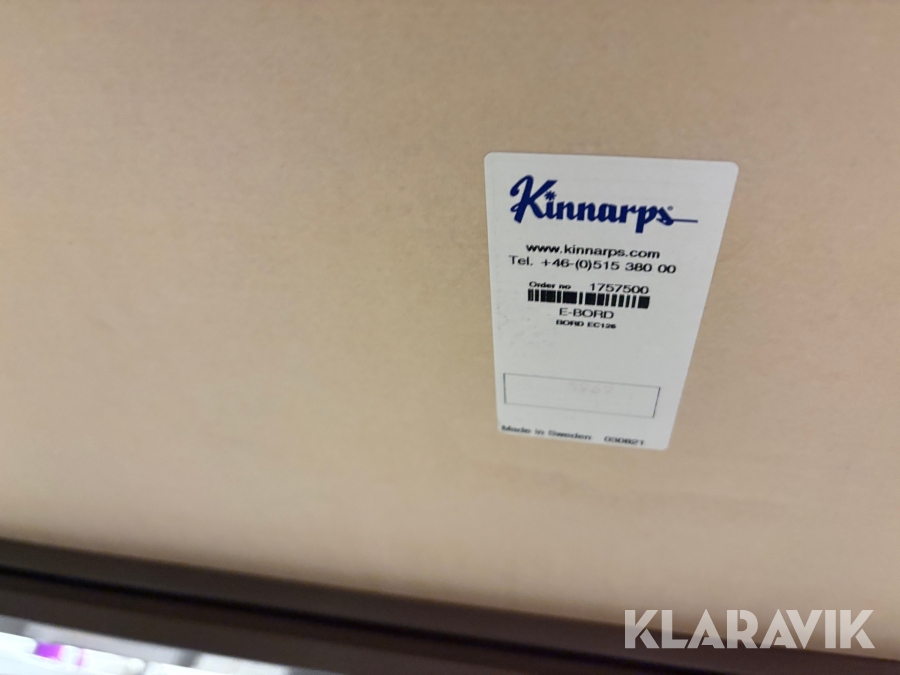 Kinnarps
www.kinnarps.com
Tel. +46-(0)515 380 00
Order no 1757500
E-BORD
BORD EC126
Made in Sweden 030821
KLARAVIK